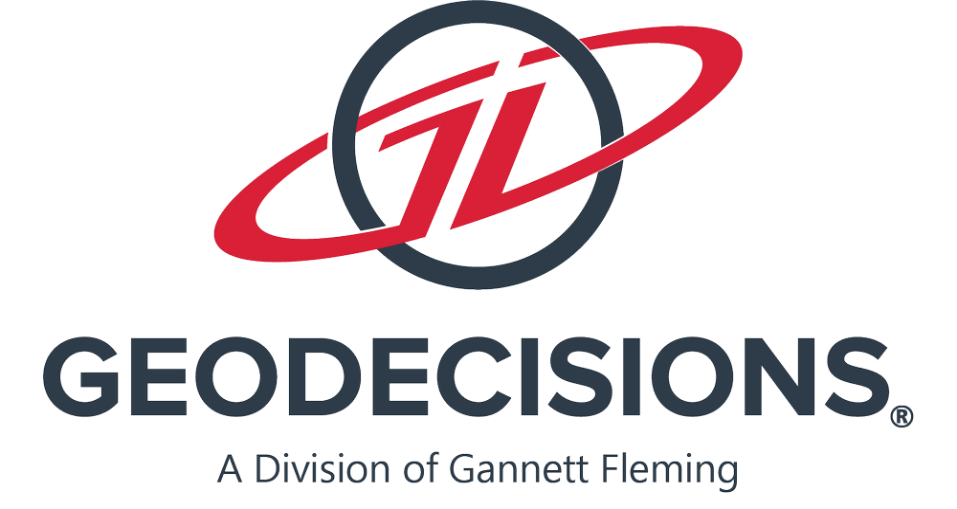 GEODECISIONS®
A Division of Gannett Fleming